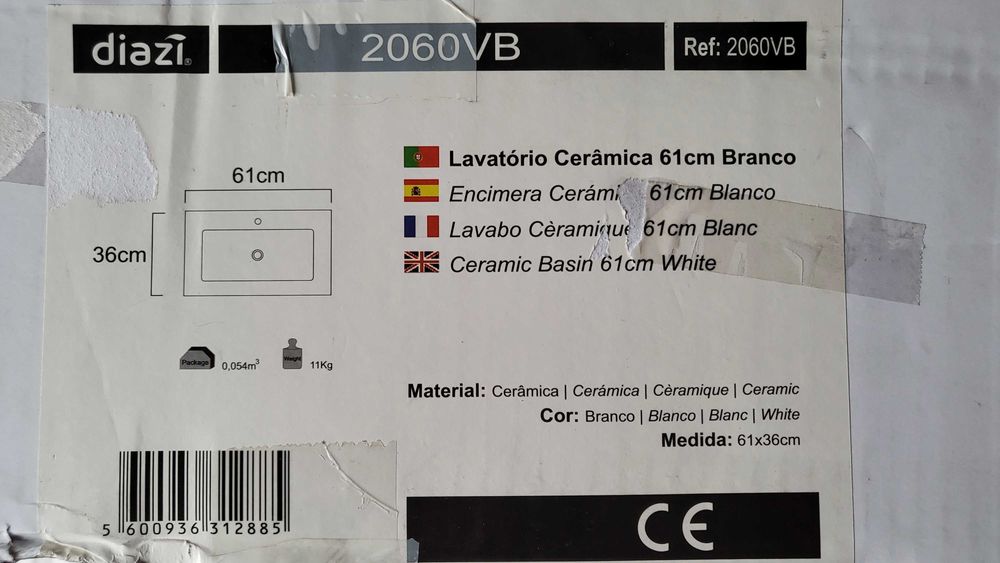 diazi®
2060VB
Ref: 2060VB
Lavatório Cerâmica 61cm Branco
Encimera 61cm Blanco
Lavabo Cèramique 61cm Blanc
Ceramic Basin 61cm White
61cm
36cm
Package
0,054m³
Weight
11Kg
Material: Cerâmica | Cerámica | Cèramique | Ceramic
Cor: Branco | Blanco | Blanc | White
Medida: 61x36cm
5 600936 312885
CE